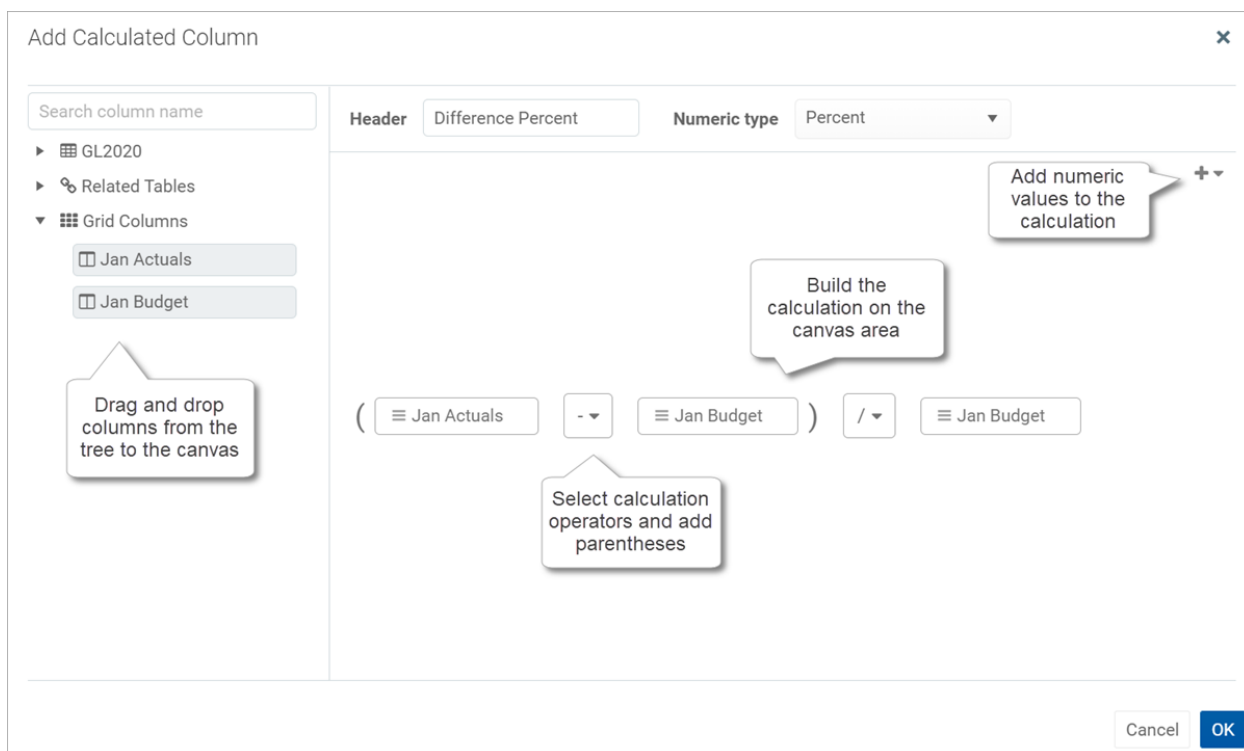 Add Calculated Column
Search column name
GL2020
Related Tables
Grid Columns
Jan Actuals
Jan Budget
Drag and drop
columns from the
tree to the canvas
Header Difference Percent Numeric type Percent
Add numeric
values to the
calculation
Build the
calculation on the
canvas area
( Jan Actuals - Jan Budget ) / Jan Budget
Select calculation
operators and add
parentheses
Cancel OK